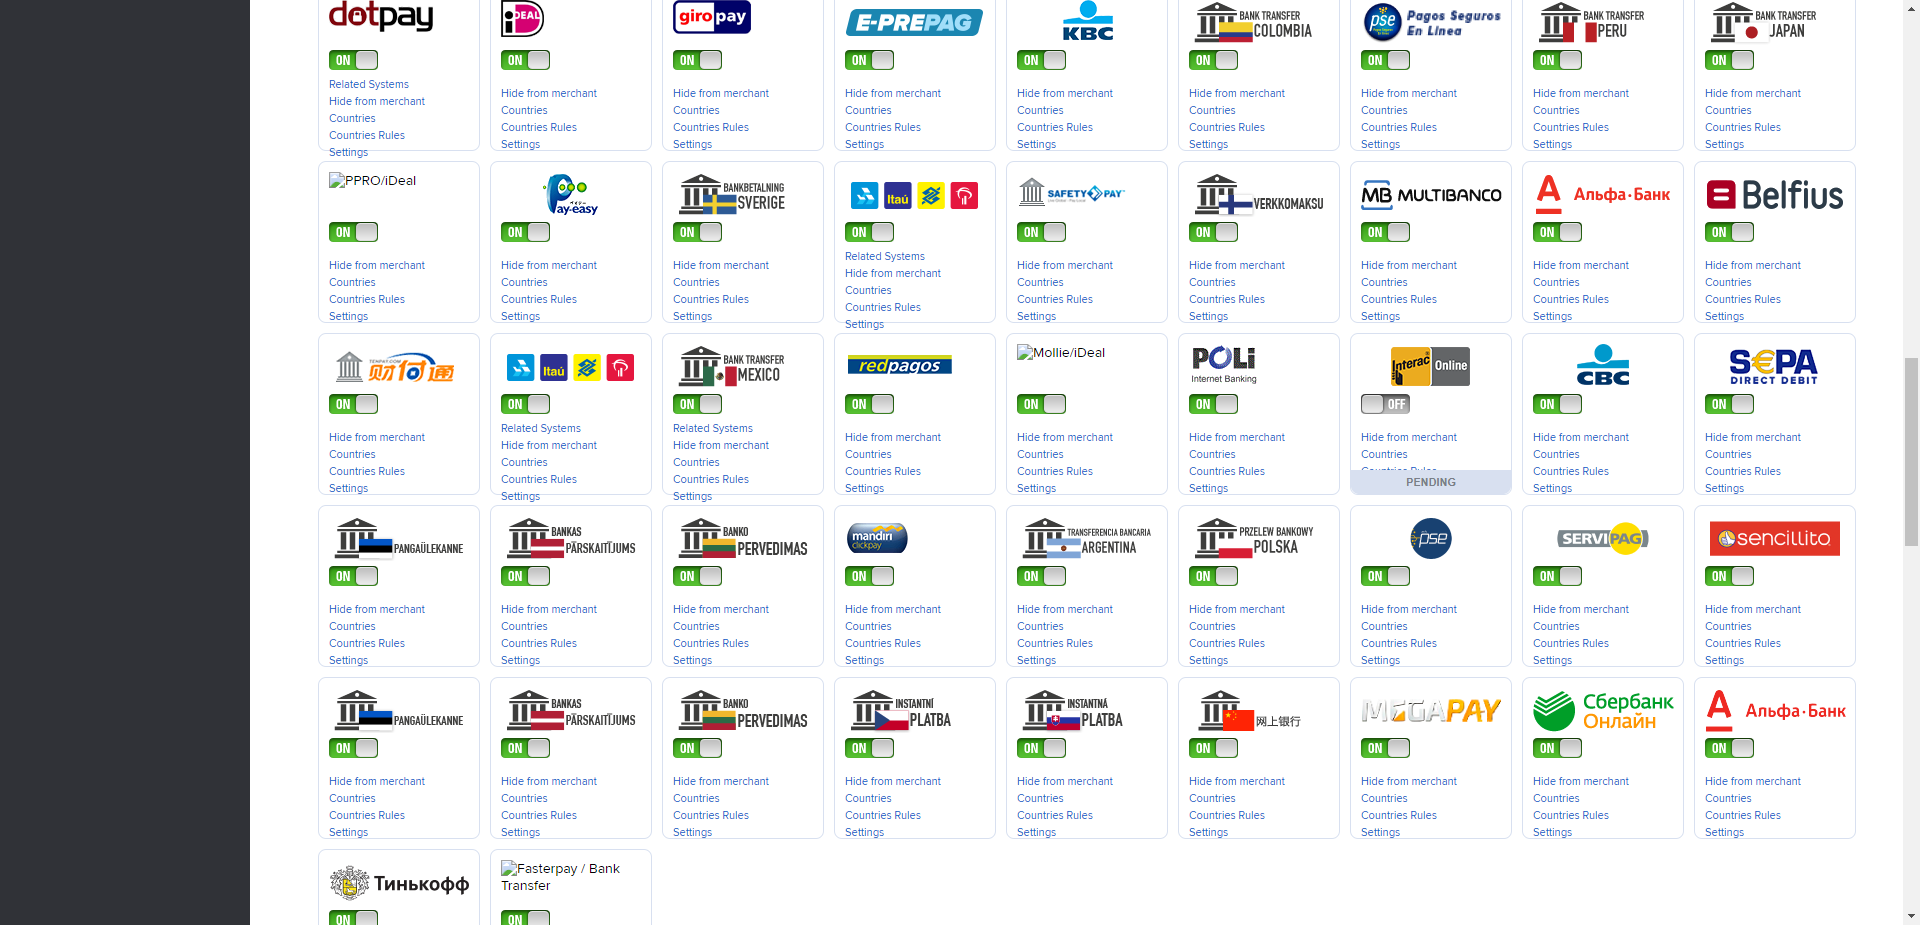 dotpay
iDEAL
giropay
E-PREPAG
KBC
BANK TRANSFER
COLOMBIA
pse Pagos Seguros
En Línea
BANK TRANSFER
PERU
BANK TRANSFER
JAPAN
ON ON ON ON ON ON ON ON ON
Related Systems
Hide from merchant
Countries
Countries Rules
Settings
Hide from merchant
Countries
Countries Rules
Settings
Hide from merchant
Countries
Countries Rules
Settings
Hide from merchant
Countries
Countries Rules
Settings
Hide from merchant
Countries
Countries Rules
Settings
Hide from merchant
Countries
Countries Rules
Settings
Hide from merchant
Countries
Countries Rules
Settings
Hide from merchant
Countries
Countries Rules
Settings
Hide from merchant
Countries
Countries Rules
Settings
PPRO/iDeal
Pay-easy
BANKBETALNING
SVERIGE
Itaú
SAFETYPAY
VERKKOMAKSU
MB MULTIBANCO
Альфа·Банк
Belfius
ON ON ON ON ON ON ON ON ON
Hide from merchant
Countries
Countries Rules
Settings
Hide from merchant
Countries
Countries Rules
Settings
Hide from merchant
Countries
Countries Rules
Settings
Related Systems
Hide from merchant
Countries
Countries Rules
Settings
Hide from merchant
Countries
Countries Rules
Settings
Hide from merchant
Countries
Countries Rules
Settings
Hide from merchant
Countries
Countries Rules
Settings
Hide from merchant
Countries
Countries Rules
Settings
Hide from merchant
Countries
Countries Rules
Settings
TENPAY.COM
财付通
Itaú
BANK TRANSFER
MEXICO
redpagos
Mollie/iDeal
POLi
Internet Banking
Interac Online
CBC
S€PA
DIRECT DEBIT
ON ON ON ON ON ON OFF ON ON
Hide from merchant
Countries
Countries Rules
Settings
Related Systems
Hide from merchant
Countries
Countries Rules
Settings
Related Systems
Hide from merchant
Countries
Countries Rules
Settings
Hide from merchant
Countries
Countries Rules
Settings
Hide from merchant
Countries
Countries Rules
Settings
Hide from merchant
Countries
Countries Rules
Settings
Hide from merchant
Countries
Countries Rules
PENDING
Hide from merchant
Countries
Countries Rules
Settings
Hide from merchant
Countries
Countries Rules
Settings
PANGAÜLEKANNE
BANKAS
PĀRSKAITĪJUMS
BANKO
PERVEDIMAS
mandiri
clickpay
TRANSFERENCIA BANCARIA
ARGENTINA
PRZELEW BANKOWY
POLSKA
pse
SERVIPAG
sencillito
ON ON ON ON ON ON ON ON ON
Hide from merchant
Countries
Countries Rules
Settings
Hide from merchant
Countries
Countries Rules
Settings
Hide from merchant
Countries
Countries Rules
Settings
Hide from merchant
Countries
Countries Rules
Settings
Hide from merchant
Countries
Countries Rules
Settings
Hide from merchant
Countries
Countries Rules
Settings
Hide from merchant
Countries
Countries Rules
Settings
Hide from merchant
Countries
Countries Rules
Settings
Hide from merchant
Countries
Countries Rules
Settings
PANGAÜLEKANNE
BANKAS
PĀRSKAITĪJUMS
BANKO
PERVEDIMAS
INSTANTNÍ
PLATBA
INSTANTNÁ
PLATBA
网上银行
MEGAPAY
Сбербанк
Онлайн
Альфа·Банк
ON ON ON ON ON ON ON ON ON
Hide from merchant
Countries
Countries Rules
Settings
Hide from merchant
Countries
Countries Rules
Settings
Hide from merchant
Countries
Countries Rules
Settings
Hide from merchant
Countries
Countries Rules
Settings
Hide from merchant
Countries
Countries Rules
Settings
Hide from merchant
Countries
Countries Rules
Settings
Hide from merchant
Countries
Countries Rules
Settings
Hide from merchant
Countries
Countries Rules
Settings
Hide from merchant
Countries
Countries Rules
Settings
Тинькофф
Fasterpay / Bank
Transfer
ON ON